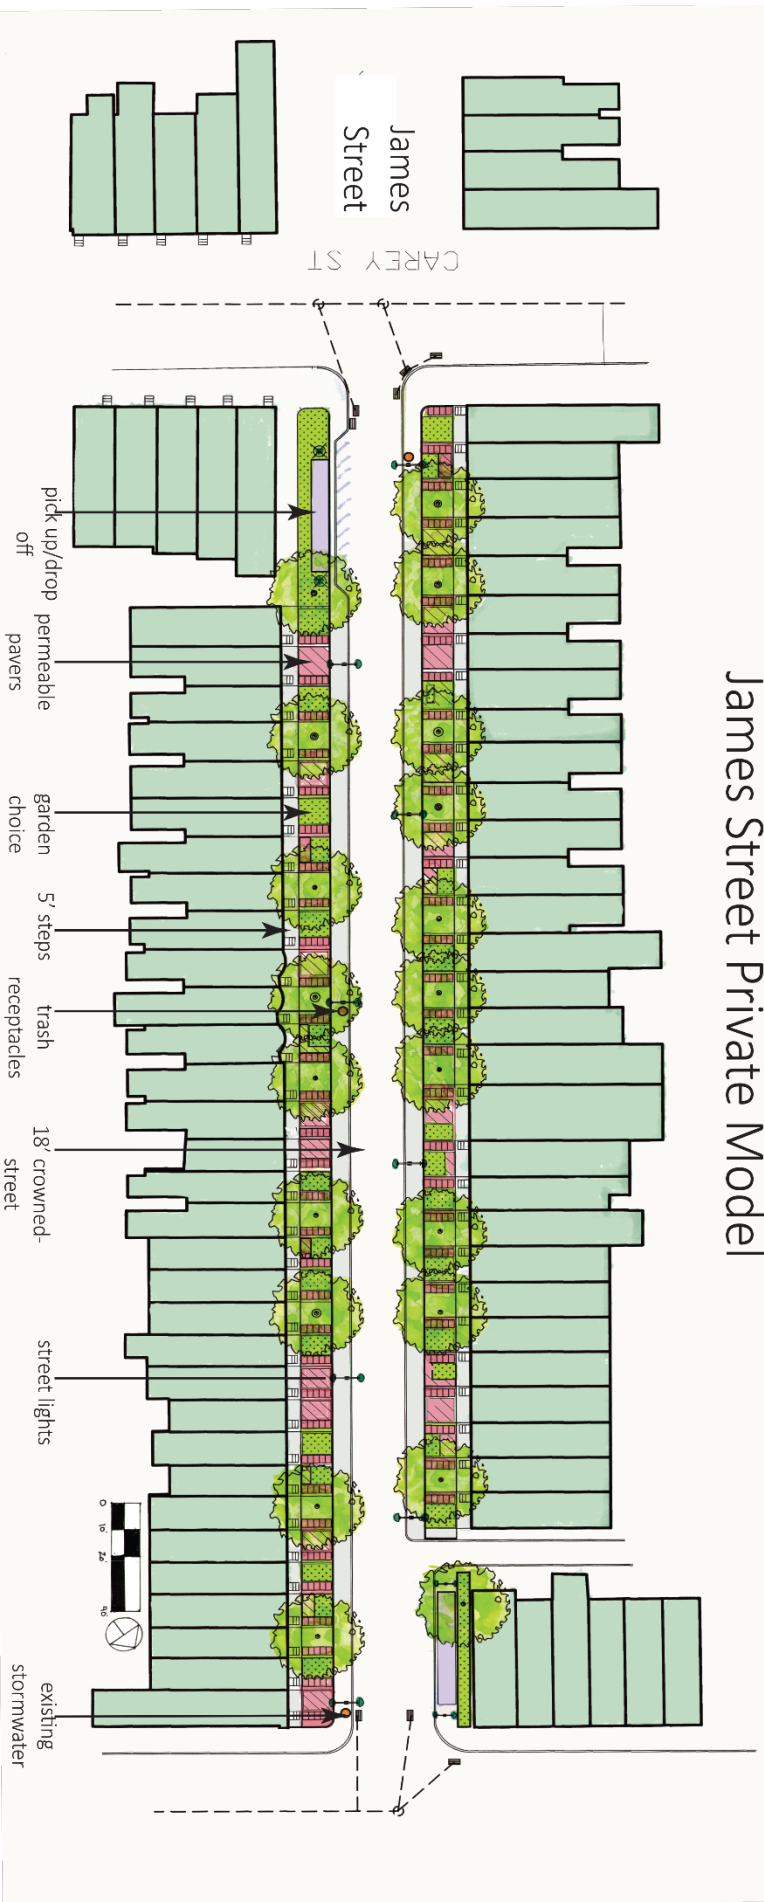 James Street Private Model
James
Street
CAREY ST
pick up/drop
off
permeable
pavers
garden
choice
5' steps
trash
receptacles
18' crowned-
street
street lights
existing
stormwater
0
10'
20'
40'